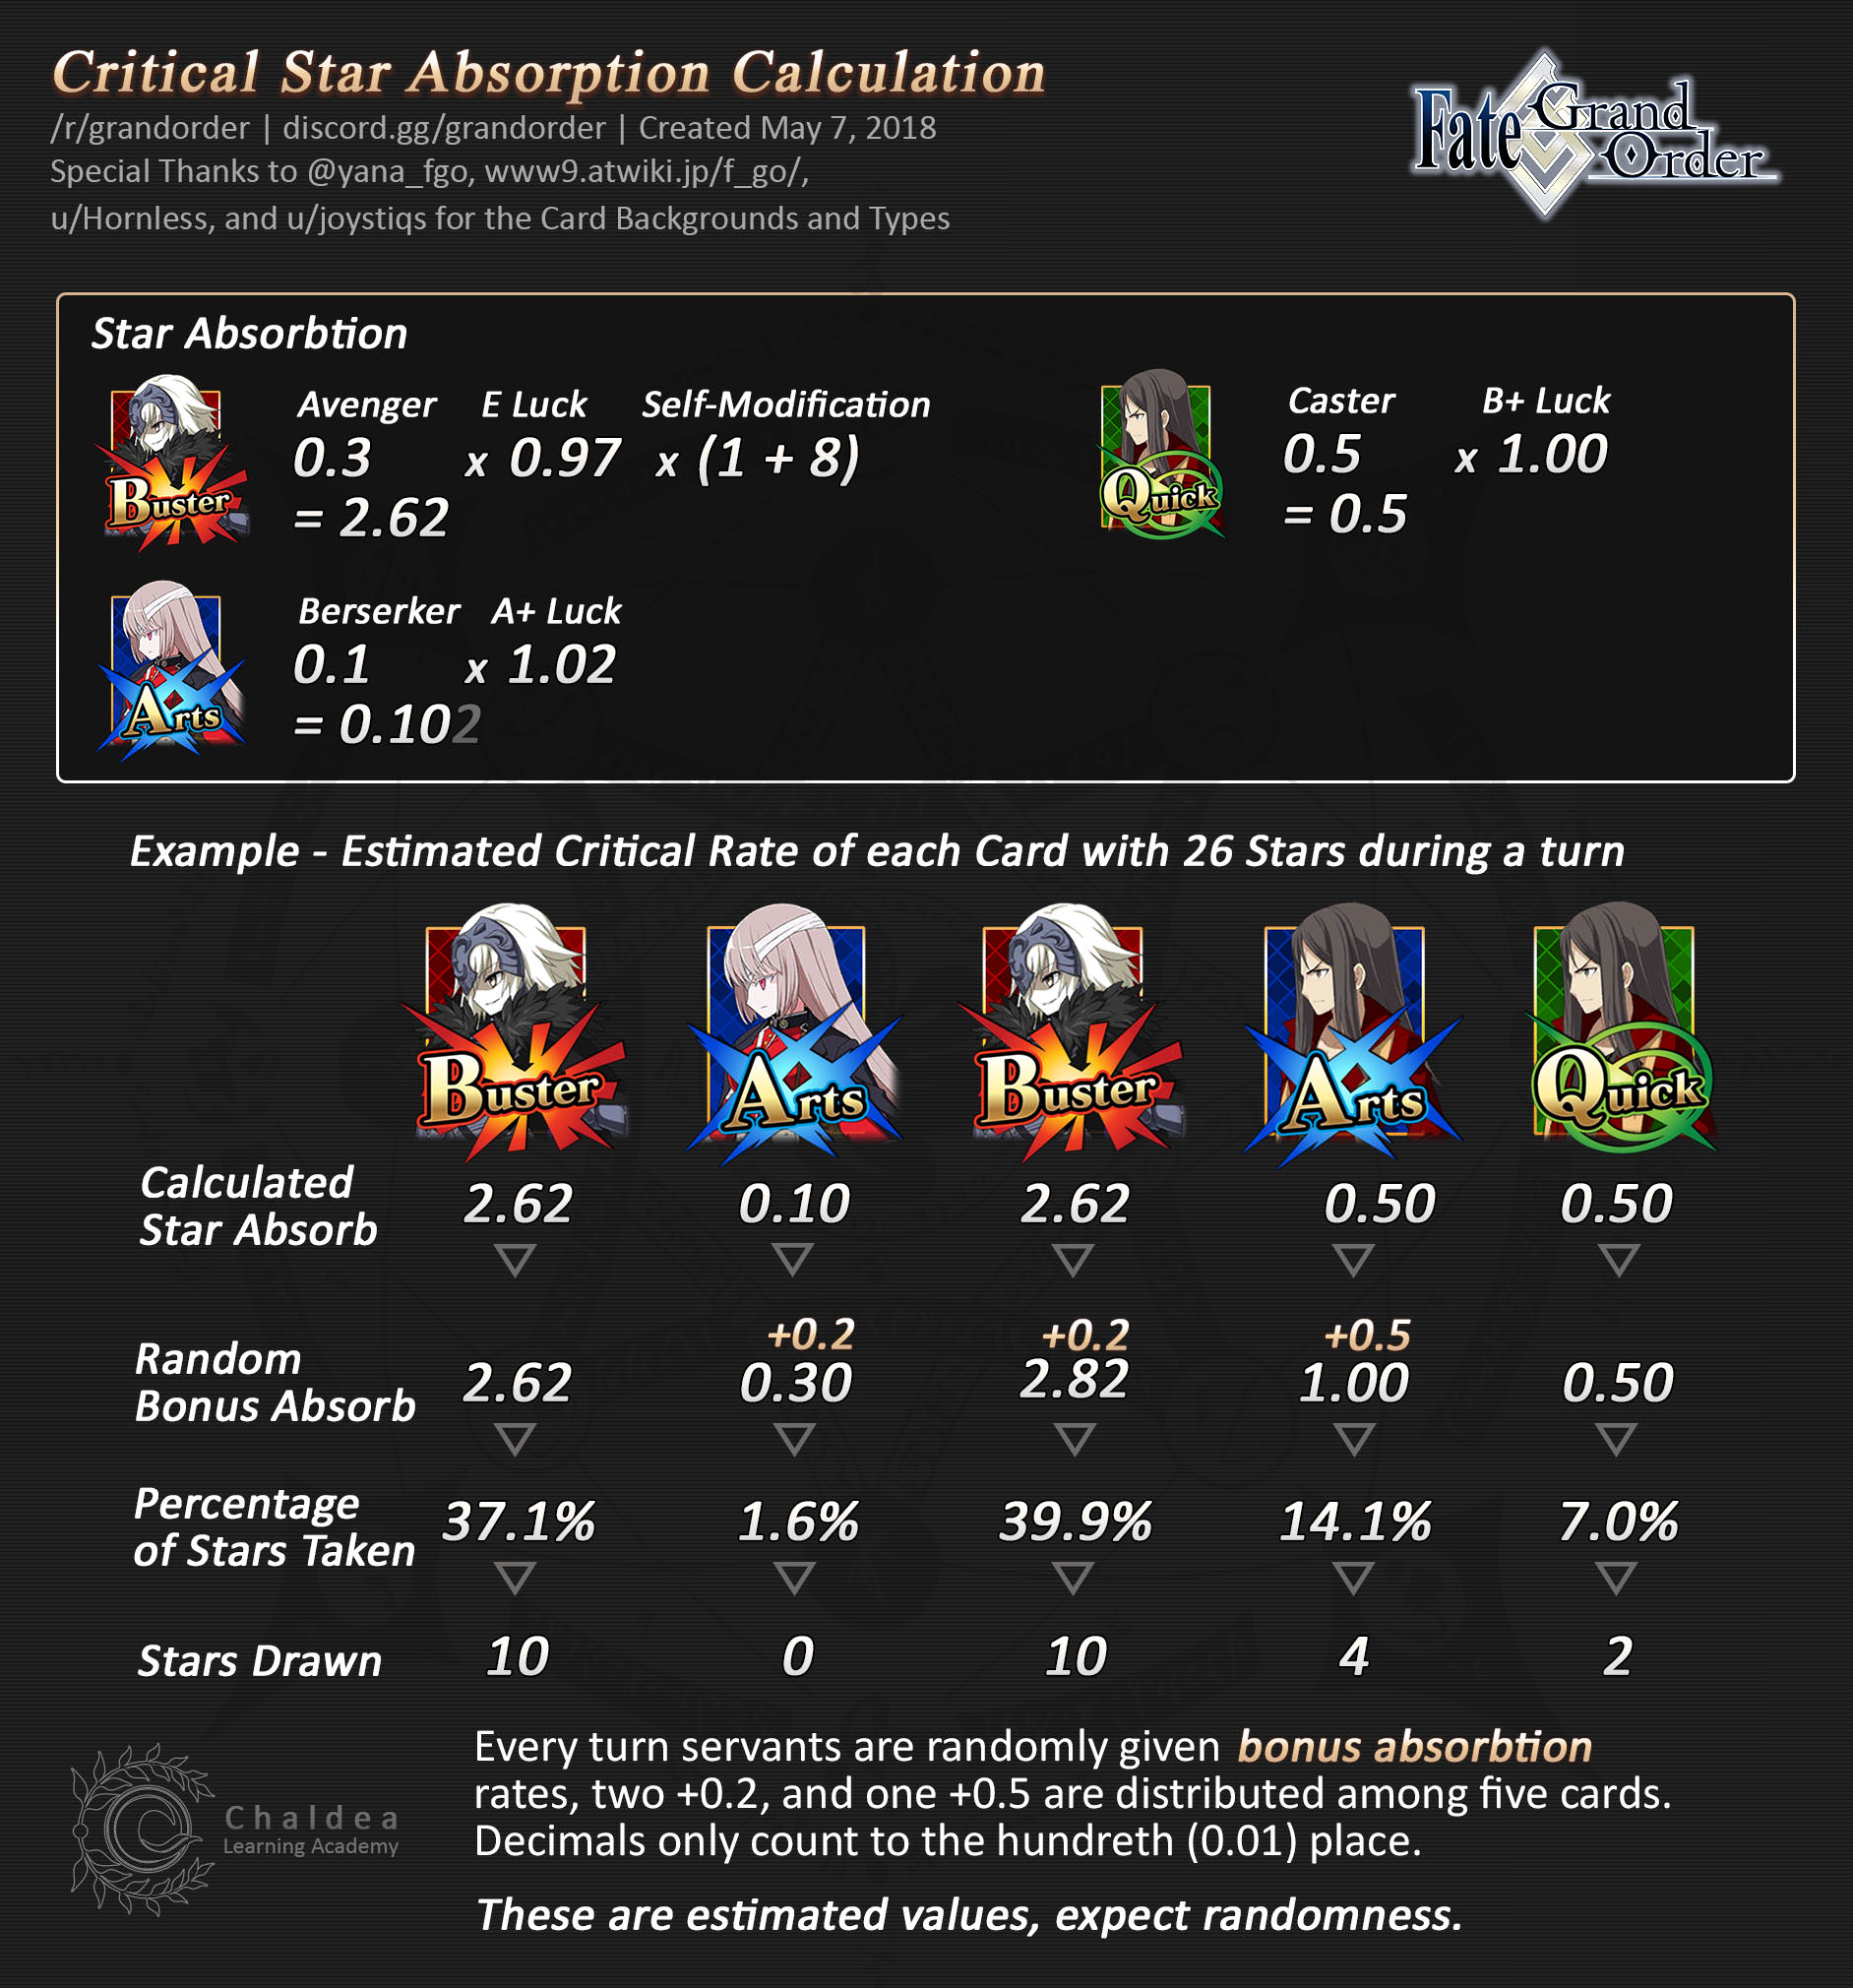 Critical Star Absorption Calculation
/r/grandorder | discord.gg/grandorder | Created May 7, 2018
Special Thanks to @yana_fgo, www9.atwiki.jp/f_go/,
u/Hornless, and u/joystiqs for the Card Backgrounds and Types
Fate Grand Order
Star Absorbtion
Avenger E Luck Self-Modification
0.3 x 0.97 x (1 + 8)
= 2.62
Buster
Caster B+ Luck
0.5 x 1.00
= 0.5
Quick
Berserker A+ Luck
0.1 x 1.02
= 0.102
Arts
Example - Estimated Critical Rate of each Card with 26 Stars during a turn
Buster Arts Buster Arts Quick
Calculated
Star Absorb
2.62 0.10 2.62 0.50 0.50
+0.2 +0.2 +0.5
Random
Bonus Absorb
2.62 0.30 2.82 1.00 0.50
Percentage
of Stars Taken
37.1% 1.6% 39.9% 14.1% 7.0%
Stars Drawn 10 0 10 4 2
Every turn servants are randomly given bonus absorbtion
rates, two +0.2, and one +0.5 are distributed among five cards.
Decimals only count to the hundreth (0.01) place.
These are estimated values, expect randomness.
Chaldea
Learning Academy